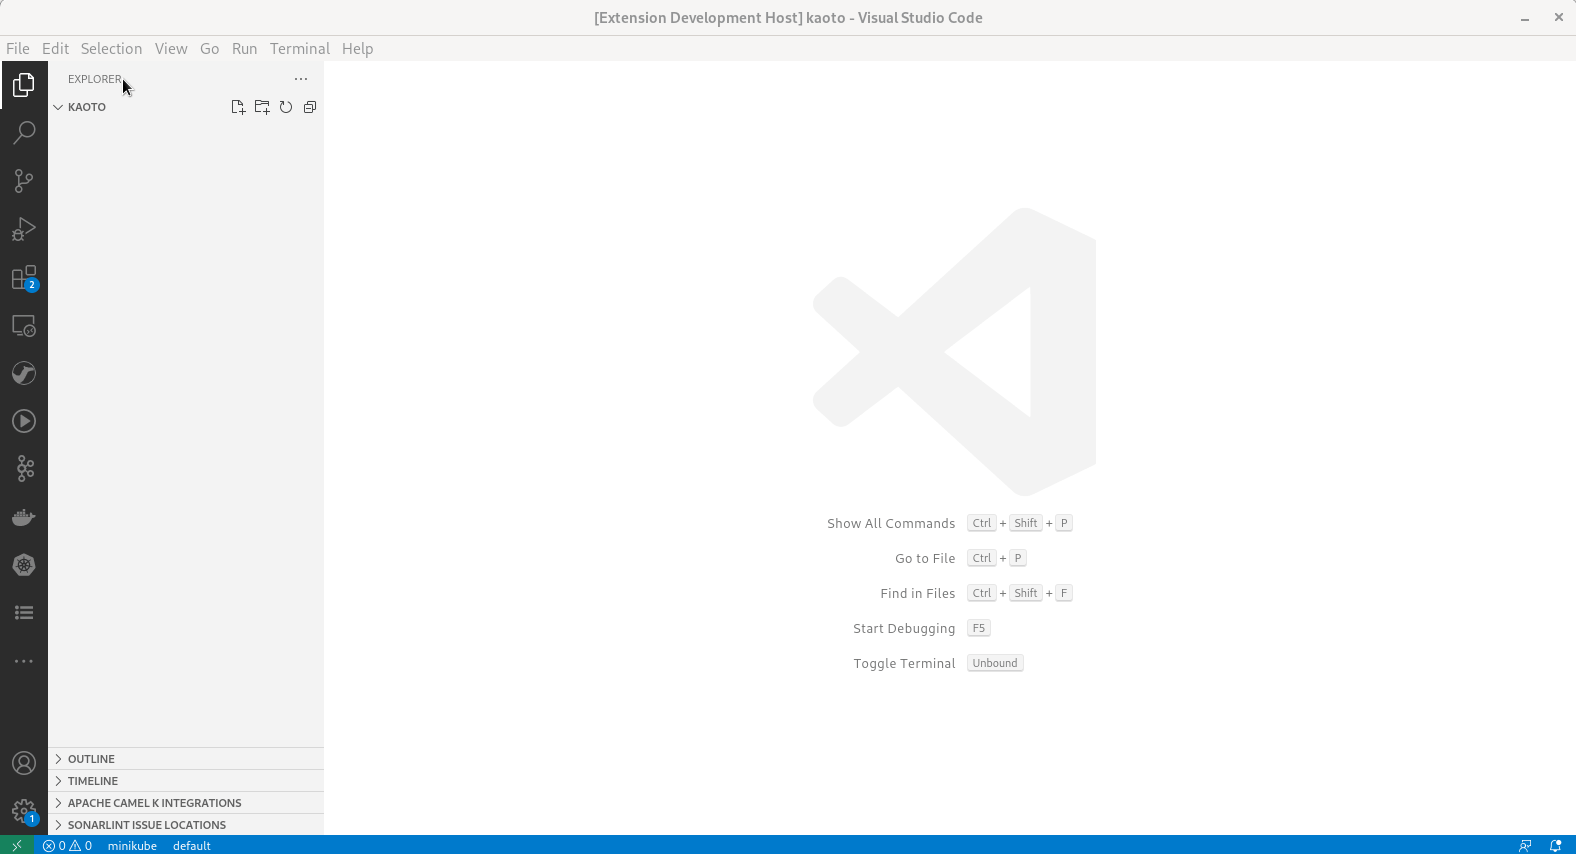 [Extension Development Host] kaoto - Visual Studio Code
File Edit Selection View Go Run Terminal Help
EXPLORER
KAOTO
2
Show All Commands Ctrl + Shift + P
Go to File Ctrl + P
Find in Files Ctrl + Shift + F
Start Debugging F5
Toggle Terminal Unbound
OUTLINE
TIMELINE
APACHE CAMEL K INTEGRATIONS
1
SONARLINT ISSUE LOCATIONS
0 0 minikube default